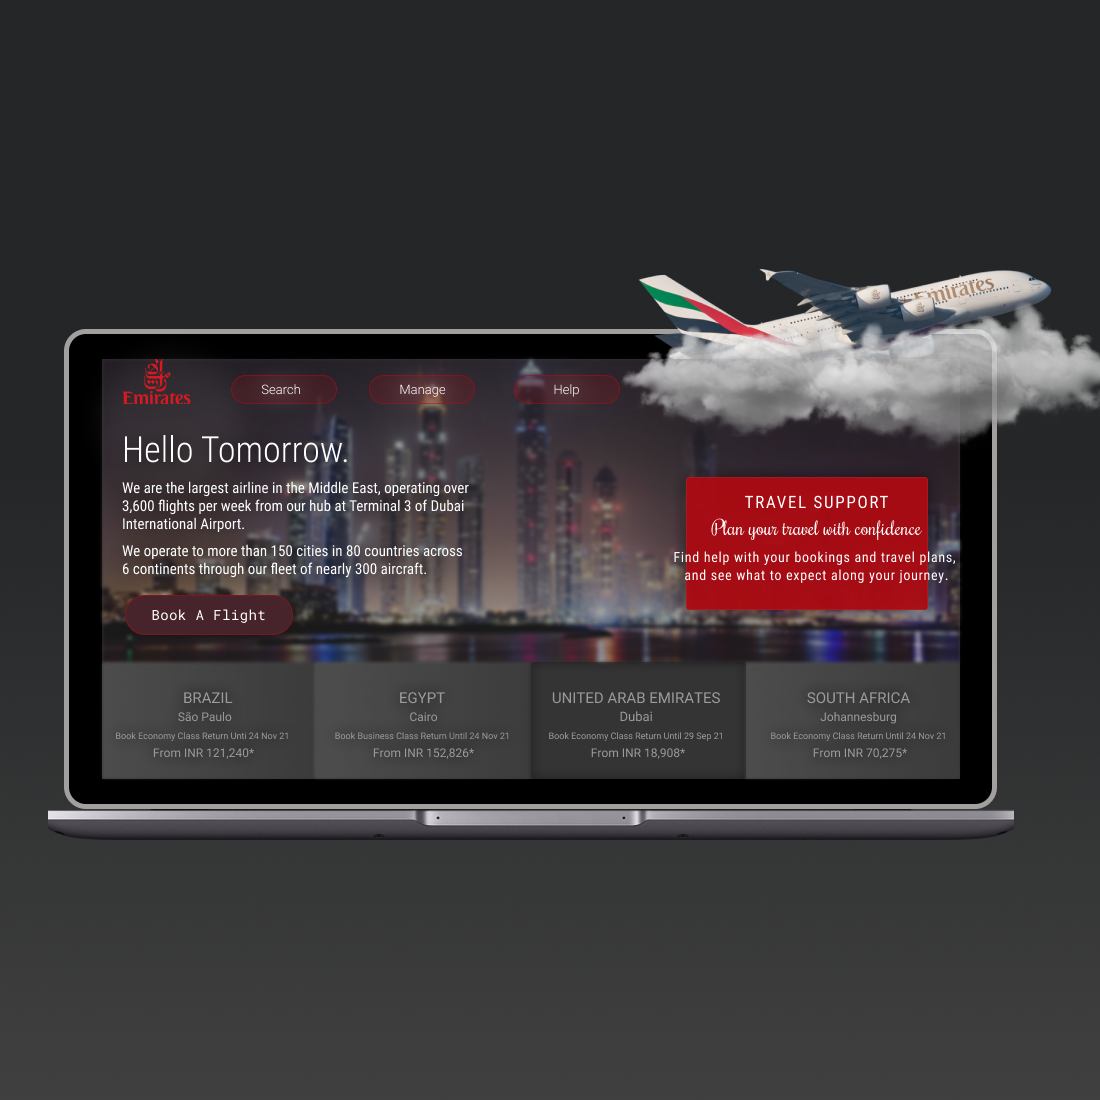 Emirates
Emirates
Search
Manage
Help
Hello Tomorrow.
We are the largest airline in the Middle East, operating over
3,600 flights per week from our hub at Terminal 3 of Dubai
International Airport.
We operate to more than 150 cities in 80 countries across
6 continents through our fleet of nearly 300 aircraft.
Book A Flight
TRAVEL SUPPORT
Plan your travel with confidence
Find help with your bookings and travel plans,
and see what to expect along your journey.
BRAZIL
São Paulo
Book Economy Class Return Unti 24 Nov 21
From INR 121,240*
EGYPT
Cairo
Book Business Class Return Until 24 Nov 21
From INR 152,826*
UNITED ARAB EMIRATES
Dubai
Book Economy Class Return Until 29 Sep 21
From INR 18,908*
SOUTH AFRICA
Johannesburg
Book Economy Class Return Until 24 Nov 21
From INR 70,275*